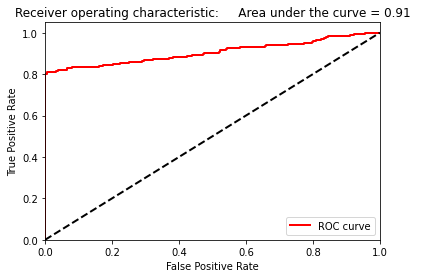 Receiver operating characteristic: Area under the curve = 0.91
1.0
0.8
0.6
0.4
0.2
0.0
True Positive Rate
ROC curve
0.0 0.2 0.4 0.6 0.8 1.0
False Positive Rate